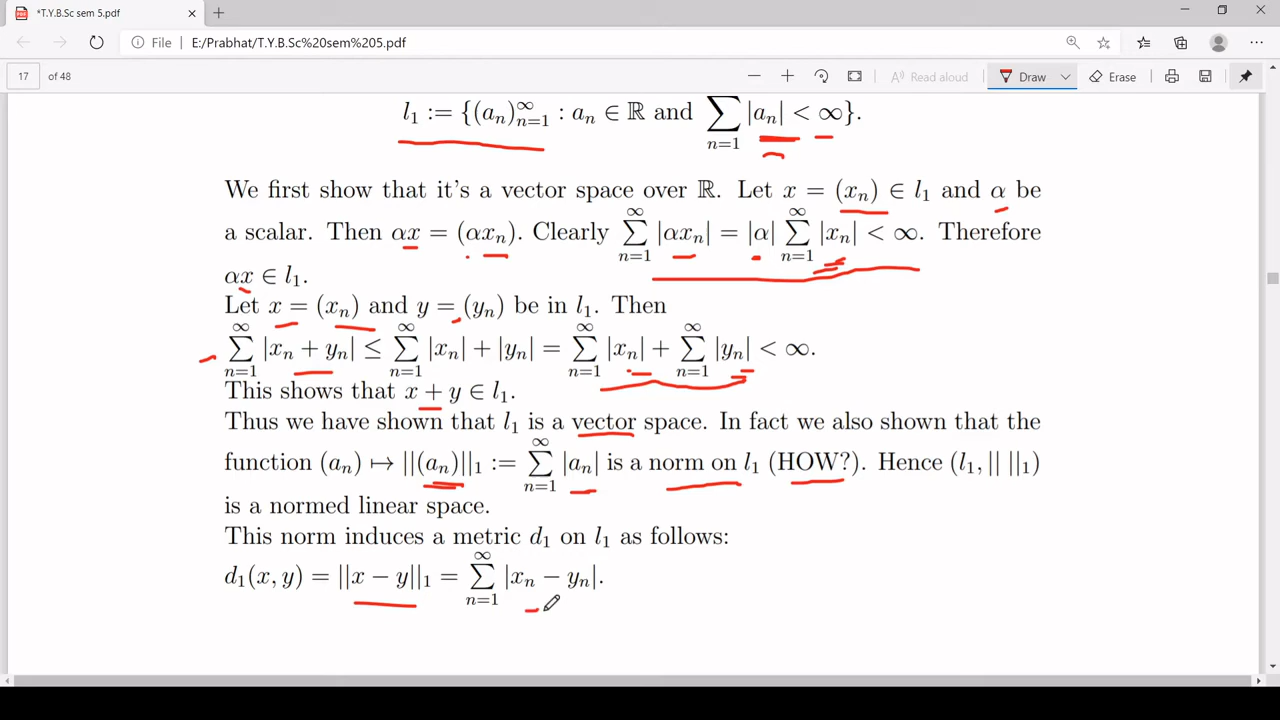 *T.Y.B.Sc sem 5.pdf
File E:/Prabhat/T.Y.B.Sc%20sem%205.pdf
17 of 48 Read aloud Draw Erase
l₁ := {(aₙ)∞ₙ₌₁ : aₙ ∈ ℝ and ∑ₙ₌₁ |aₙ| < ∞}.
We first show that it's a vector space over ℝ. Let x = (xₙ) ∈ l₁ and α be
a scalar. Then αx = (αxₙ). Clearly ∑∞ₙ₌₁ |αxₙ| = |α| ∑∞ₙ₌₁ |xₙ| < ∞. Therefore
αx ∈ l₁.
Let x = (xₙ) and y = (yₙ) be in l₁. Then
∑∞ₙ₌₁ |xₙ + yₙ| ≤ ∑∞ₙ₌₁ |xₙ| + |yₙ| = ∑∞ₙ₌₁ |xₙ| + ∑∞ₙ₌₁ |yₙ| < ∞.
This shows that x + y ∈ l₁.
Thus we have shown that l₁ is a vector space. In fact we also shown that the
function (aₙ) ↦ ||(aₙ)||₁ := ∑∞ₙ₌₁ |aₙ| is a norm on l₁ (HOW?). Hence (l₁, || ||₁)
is a normed linear space.
This norm induces a metric d₁ on l₁ as follows:
d₁(x, y) = ||x − y||₁ = ∑∞ₙ₌₁ |xₙ − yₙ|.